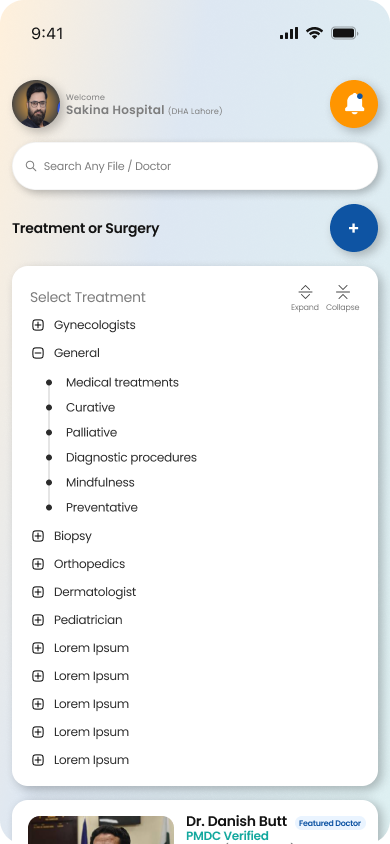 9:41
Welcome
Sakina Hospital (DHA Lahore)
Search Any File / Doctor
Treatment or Surgery
Select Treatment
Expand Collapse
Gynecologists
General
Medical treatments
Curative
Palliative
Diagnostic procedures
Mindfulness
Preventative
Biopsy
Orthopedics
Dermatologist
Pediatrician
Lorem Ipsum
Lorem Ipsum
Lorem Ipsum
Lorem Ipsum
Lorem Ipsum
Dr. Danish Butt Featured Doctor
PMDC Verified